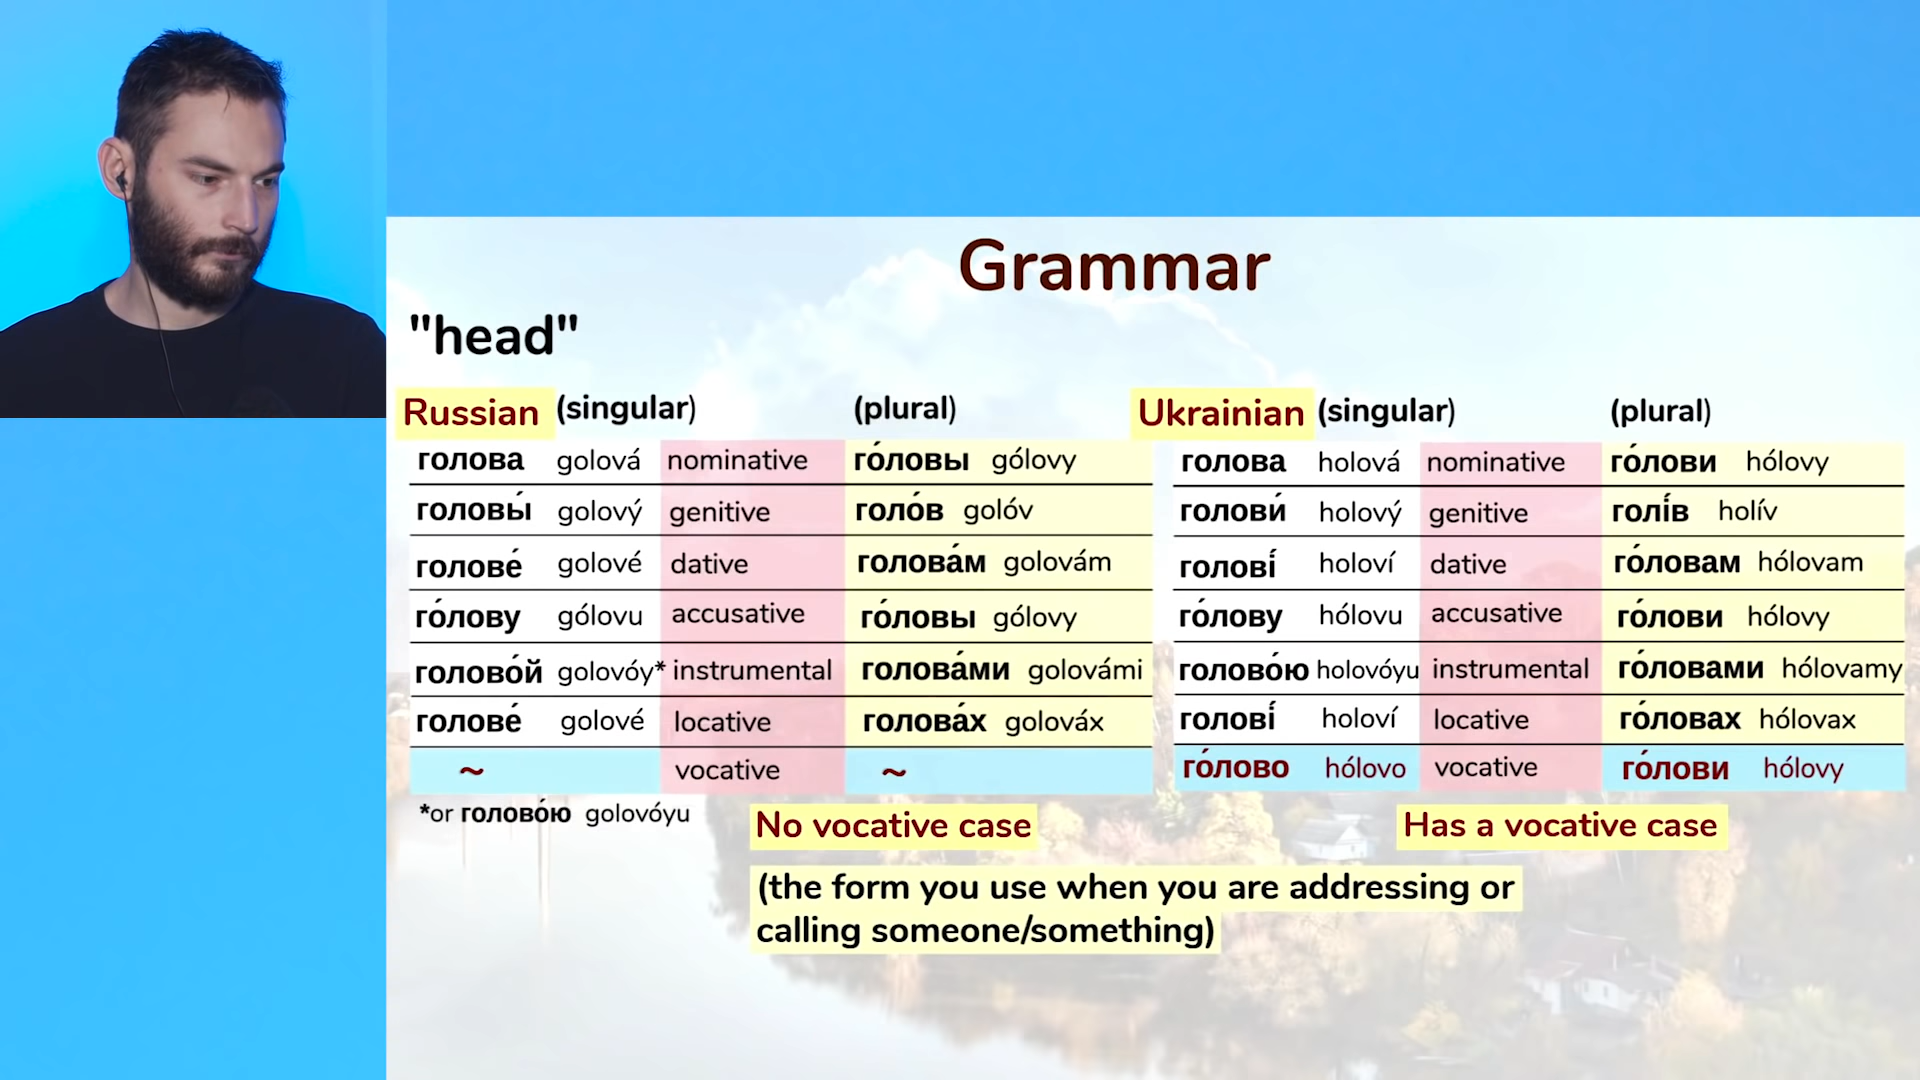 Grammar
"head"
Russian (singular) (plural) Ukrainian (singular) (plural)
голова golová nominative го́ловы gólovy голова holová nominative го́лови hólovy
головы́ golový genitive голо́в golóv голови́ holový genitive голі́в holív
голове́ golové dative голова́м golovám голові́ holoví dative го́ловам hólovam
го́лову gólovu accusative го́ловы gólovy го́лову hólovu accusative го́лови hólovy
голово́й golovóy* instrumental голова́ми golovámi голово́ю holovóyu instrumental го́ловами hólovamy
голове́ golové locative голова́х golováx голові́ holoví locative го́ловах hólovax
~ vocative ~ го́лово hólovo vocative го́лови hólovy
*or голово́ю golovóyu No vocative case Has a vocative case
(the form you use when you are addressing or
calling someone/something)